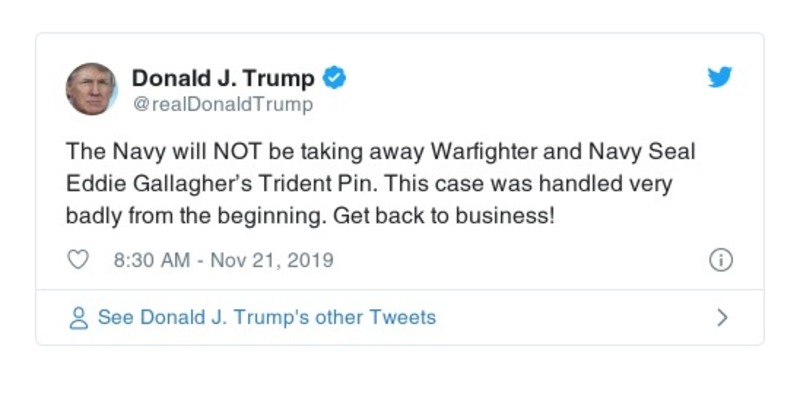 Donald J. Trump
@realDonaldTrump
The Navy will NOT be taking away Warfighter and Navy Seal
Eddie Gallagher’s Trident Pin. This case was handled very
badly from the beginning. Get back to business!
8:30 AM - Nov 21, 2019
See Donald J. Trump's other Tweets